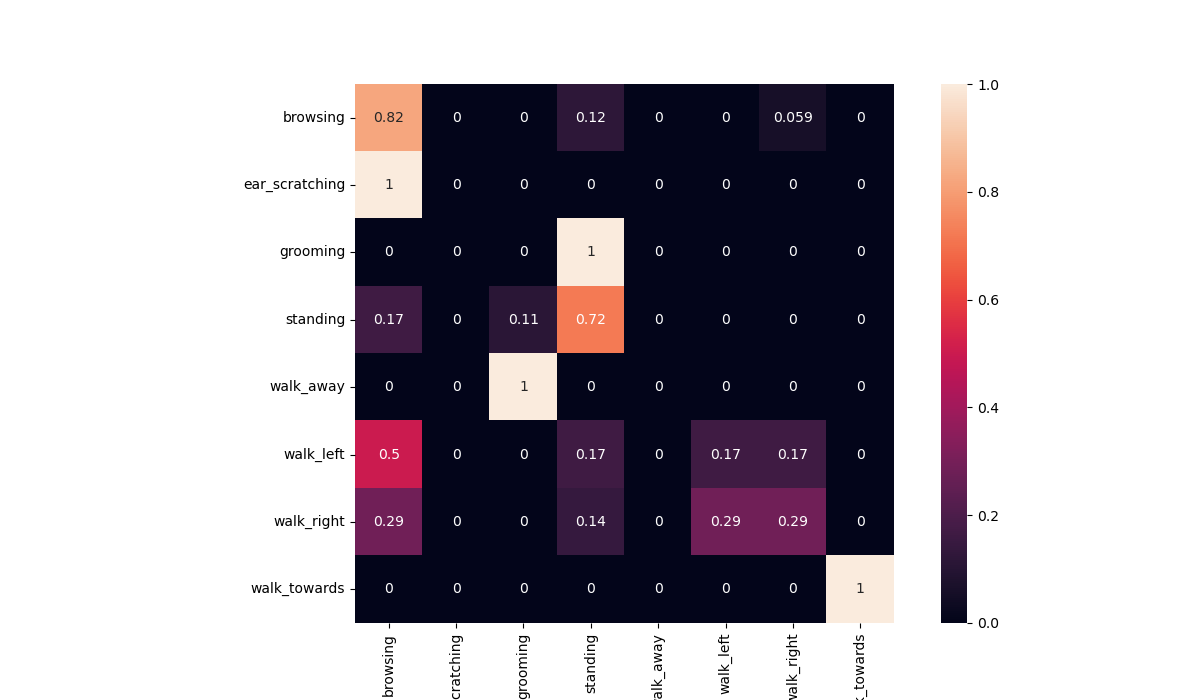 browsing 0.82 0 0 0.12 0 0 0.059 0
ear_scratching 1 0 0 0 0 0 0 0
grooming 0 0 0 1 0 0 0 0
standing 0.17 0 0.11 0.72 0 0 0 0
walk_away 0 0 1 0 0 0 0 0
walk_left 0.5 0 0 0.17 0 0.17 0.17 0
walk_right 0.29 0 0 0.14 0 0.29 0.29 0
walk_towards 0 0 0 0 0 0 0 1
browsing
cratching
grooming
standing
alk_away
walk_left
walk_right
_towards
1.0
0.8
0.6
0.4
0.2
0.0